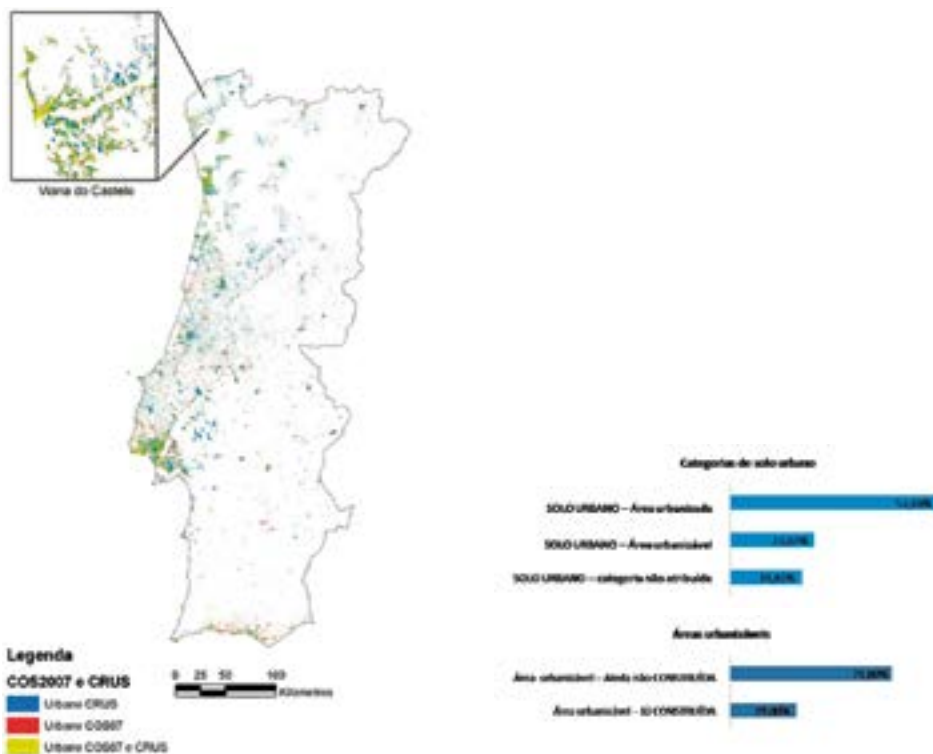 Viana do Castelo
Legenda
COS2007 e CRUS
Urbano CRUS
Urbano COS07
Urbano COS07 e CRUS
0 25 50 100
Kilometres
Categorias de solo urbano
SOLO URBANO – Área urbanizada
SOLO URBANO – Área urbanizável
SOLO URBANO – categoria não atribuída
Áreas urbanizáveis
Área urbanizável - Ainda não CONSTRUÍDA
Área urbanizável - Já CONSTRUÍDA